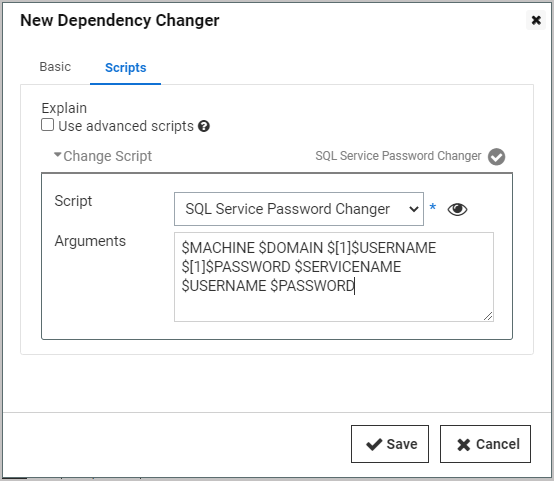 New Dependency Changer
Basic
Scripts
Explain
Use advanced scripts
Change Script
SQL Service Password Changer
Script
SQL Service Password Changer
*
Arguments
$MACHINE $DOMAIN $[1]$USERNAME
$[1]$PASSWORD $SERVICENAME
$USERNAME $PASSWORD
Save
Cancel